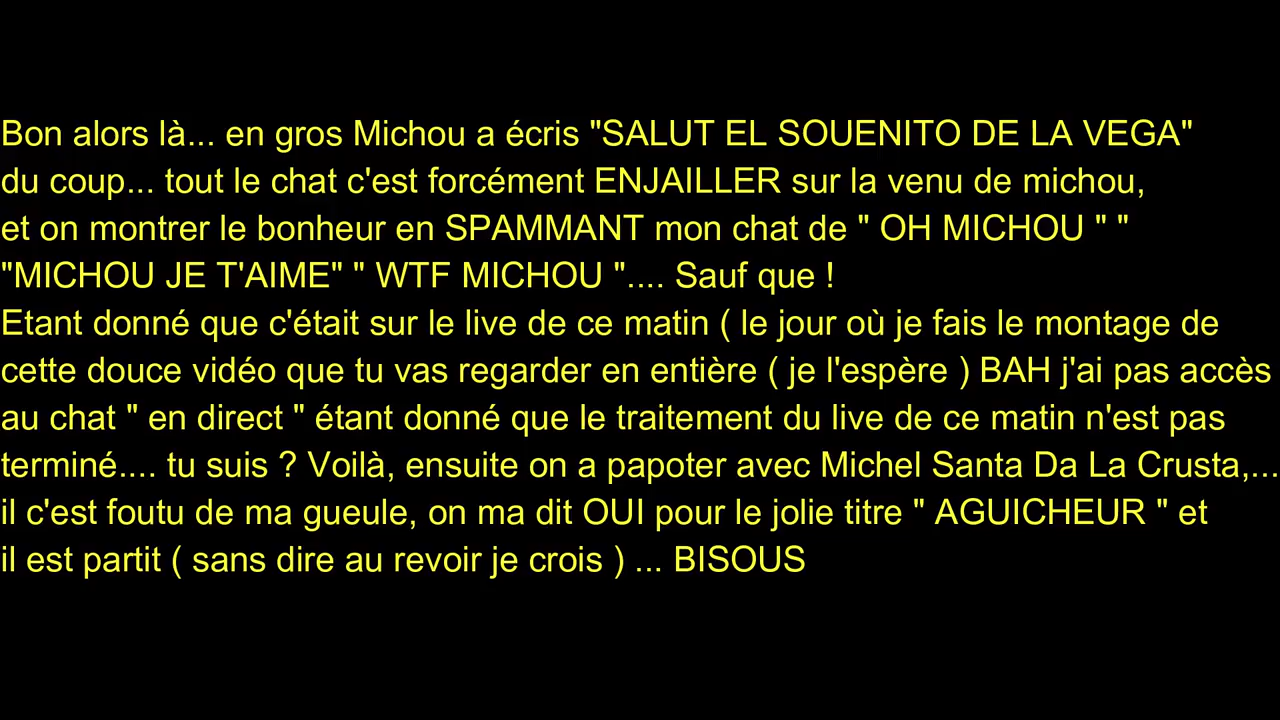 Bon alors là... en gros Michou a écris "SALUT EL SOUENITO DE LA VEGA"
du coup... tout le chat c'est forcément ENJAILLER sur la venu de michou,
et on montrer le bonheur en SPAMMANT mon chat de " OH MICHOU " "
"MICHOU JE T'AIME" " WTF MICHOU ".... Sauf que !
Etant donné que c'était sur le live de ce matin ( le jour où je fais le montage de
cette douce vidéo que tu vas regarder en entière ( je l'espère ) BAH j'ai pas accès
au chat " en direct " étant donné que le traitement du live de ce matin n'est pas
terminé.... tu suis ? Voilà, ensuite on a papoter avec Michel Santa Da La Crusta,...
il c'est foutu de ma gueule, on ma dit OUI pour le jolie titre " AGUICHEUR " et
il est partit ( sans dire au revoir je crois ) ... BISOUS